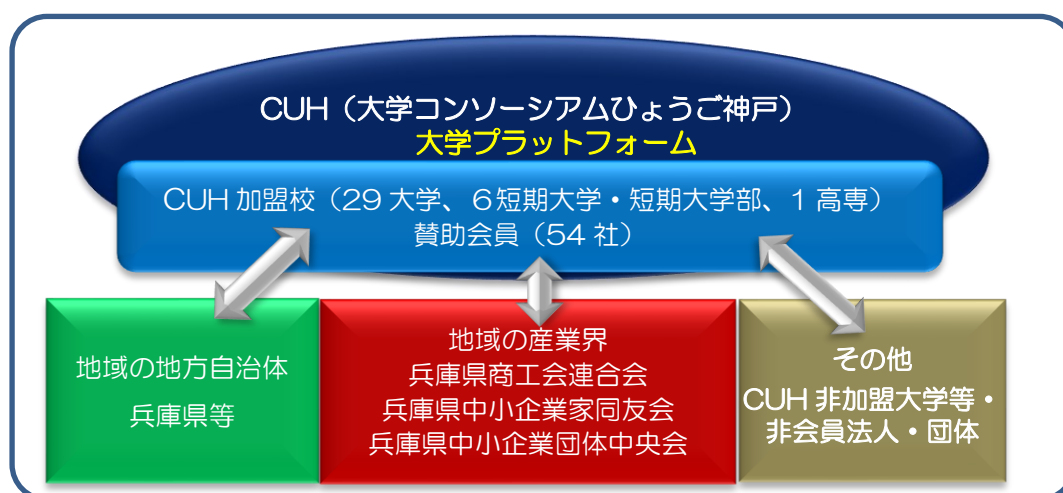 CUH（大学コンソーシアムひょうご神戸）
大学プラットフォーム
CUH 加盟校（29 大学、６短期大学・短期大学部、１高専）
賛助会員（54 社）
地域の地方自治体
兵庫県等
地域の産業界
兵庫県商工会連合会
兵庫県中小企業家同友会
兵庫県中小企業団体中央会
その他
CUH 非加盟大学等・
非会員法人・団体